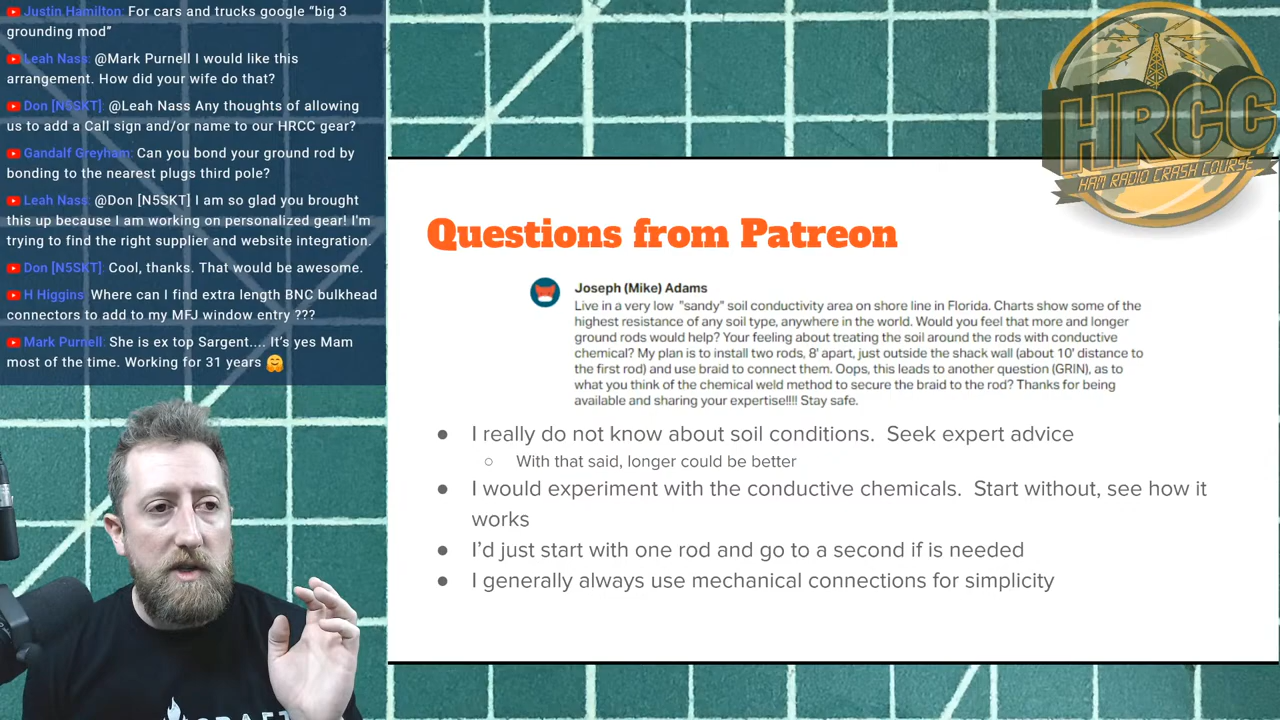 Justin Hamilton: For cars and trucks google “big 3
grounding mod”
Leah Nass: @Mark Purnell I would like this
arrangement. How did your wife do that?
Don [N5SKT]: @Leah Nass Any thoughts of allowing
us to add a Call sign and/or name to our HRCC gear?
Gandalf Greyham: Can you bond your ground rod by
bonding to the nearest plugs third pole?
Leah Nass: @Don [N5SKT] I am so glad you brought
this up because I am working on personalized gear! I'm
trying to find the right supplier and website integration.
Don [N5SKT]: Cool, thanks. That would be awesome.
H Higgins: Where can I find extra length BNC bulkhead
connectors to add to my MFJ window entry ???
Mark Purnell: She is ex top Sargent.... It’s yes Mam
most of the time. Working for 31 years 🤗
HRCC
HAM RADIO CRASH COURSE
Questions from Patreon
Joseph (Mike) Adams
Live in a very low "sandy" soil conductivity area on shore line in Florida. Charts show some of the
highest resistance of any soil type, anywhere in the world. Would you feel that more and longer
ground rods would help? Your feeling about treating the soil around the rods with conductive
chemical? My plan is to install two rods, 8' apart, just outside the shack wall (about 10' distance to
the first rod) and use braid to connect them. Oops, this leads to another question (GRIN), as to
what you think of the chemical weld method to secure the braid to the rod? Thanks for being
available and sharing your expertise!!!! Stay safe.
● I really do not know about soil conditions. Seek expert advice
○ With that said, longer could be better
● I would experiment with the conductive chemicals. Start without, see how it
works
● I’d just start with one rod and go to a second if is needed
● I generally always use mechanical connections for simplicity